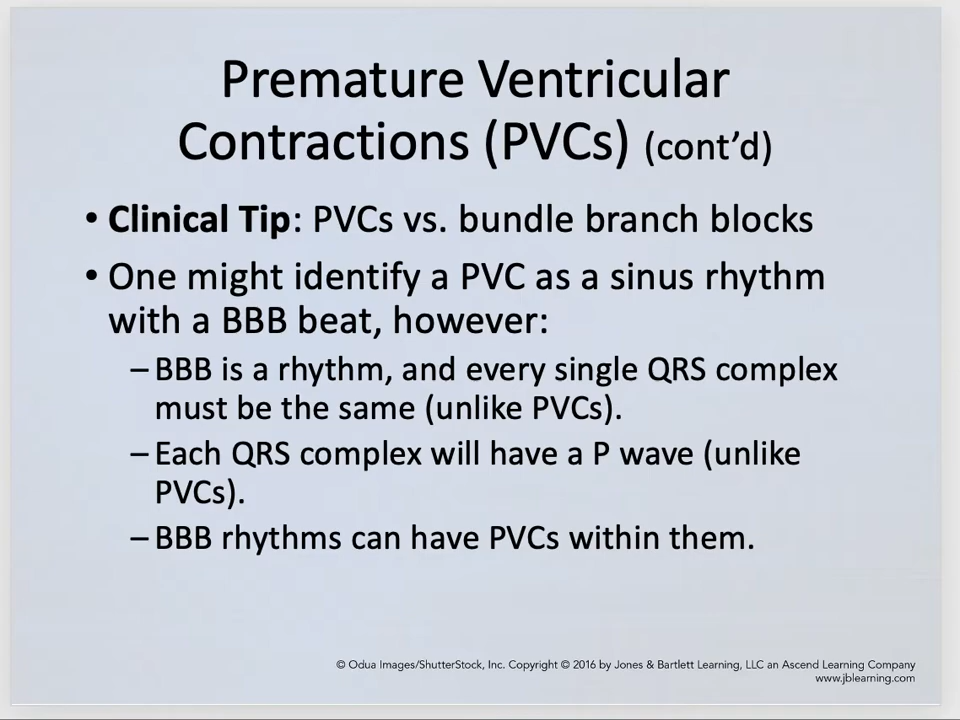 Premature Ventricular
Contractions (PVCs) (cont’d)
• Clinical Tip: PVCs vs. bundle branch blocks
• One might identify a PVC as a sinus rhythm
with a BBB beat, however:
– BBB is a rhythm, and every single QRS complex
must be the same (unlike PVCs).
– Each QRS complex will have a P wave (unlike
PVCs).
– BBB rhythms can have PVCs within them.
© Odua Images/ShutterStock, Inc. Copyright © 2016 by Jones & Bartlett Learning, LLC an Ascend Learning Company
www.jblearning.com